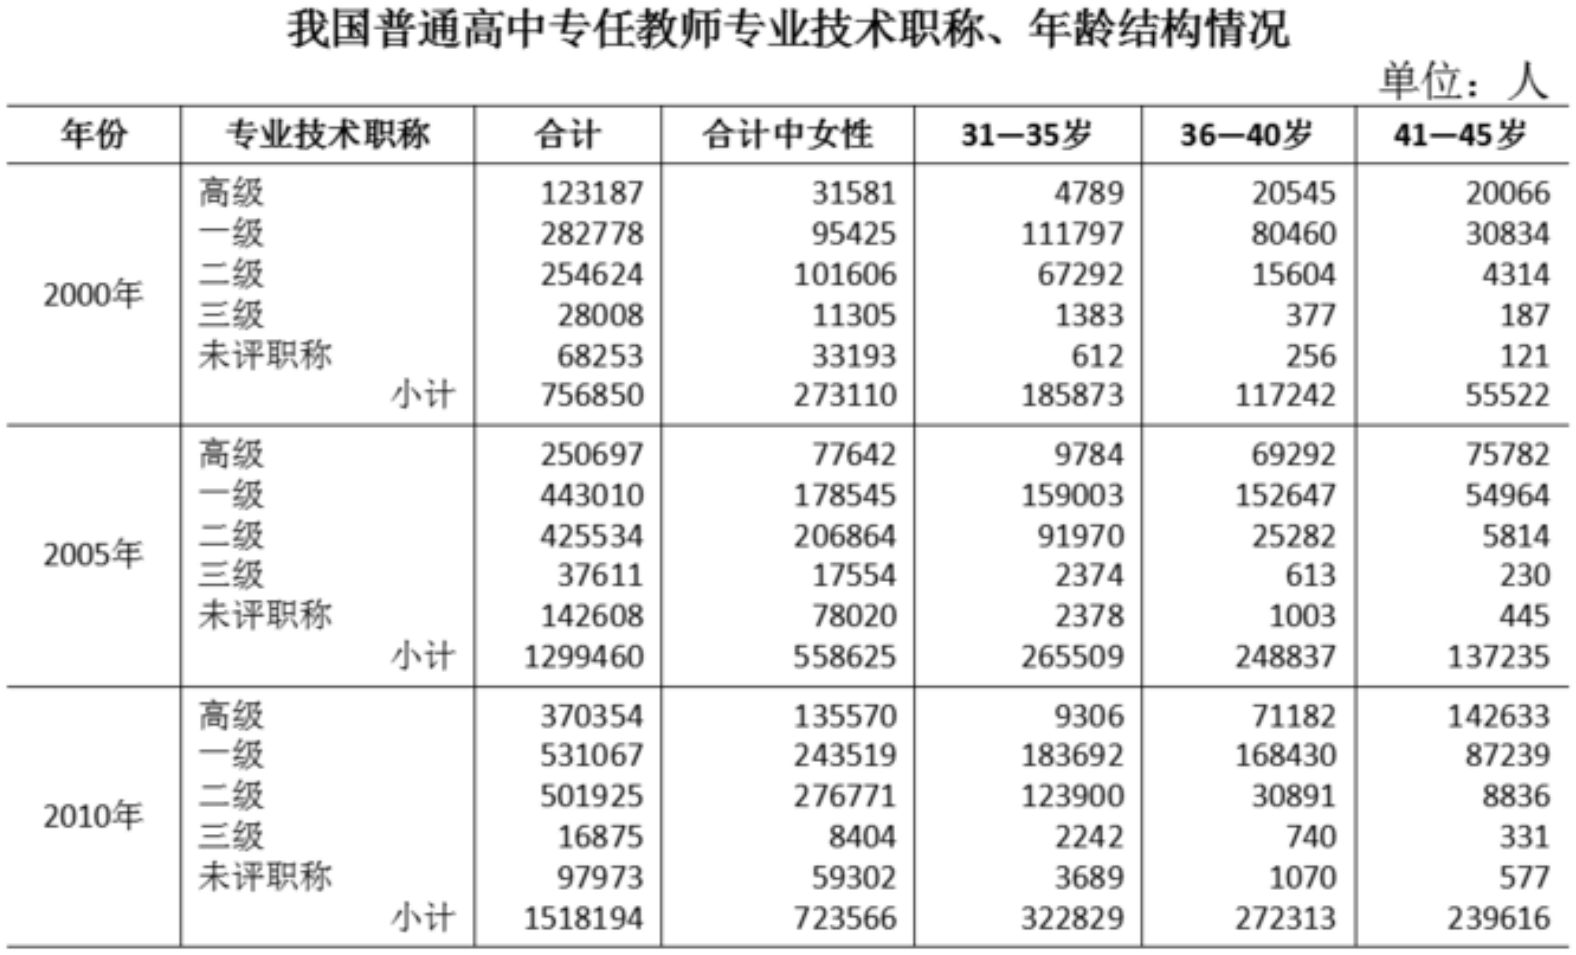 我国普通高中专任教师专业技术职称、年龄结构情况
单位：人
年份 专业技术职称 合计 合计中女性 31—35岁 36—40岁 41—45岁
高级 123187 31581 4789 20545 20066
一级 282778 95425 111797 80460 30834
二级 254624 101606 67292 15604 4314
2000年
三级 28008 11305 1383 377 187
未评职称 68253 33193 612 256 121
小计 756850 273110 185873 117242 55522
高级 250697 77642 9784 69292 75782
一级 443010 178545 159003 152647 54964
二级 425534 206864 91970 25282 5814
2005年
三级 37611 17554 2374 613 230
未评职称 142608 78020 2378 1003 445
小计 1299460 558625 265509 248837 137235
高级 370354 135570 9306 71182 142633
一级 531067 243519 183692 168430 87239
二级 501925 276771 123900 30891 8836
2010年
三级 16875 8404 2242 740 331
未评职称 97973 59302 3689 1070 577
小计 1518194 723566 322829 272313 239616